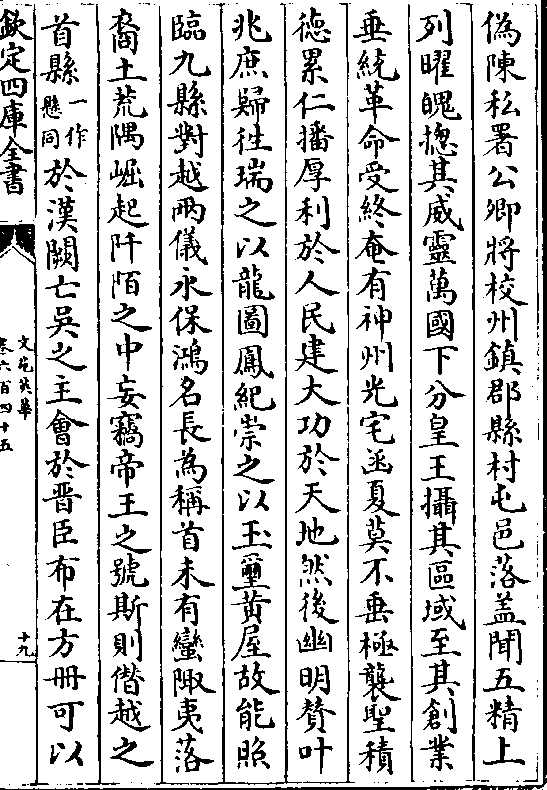 偽陳私署公卿將校州鎮郡縣村屯邑落蓋聞五精上
列曜魄揔其威靈萬國下分皇王攝其區域至其創業
垂統革命受終奄有神州光宅函夏莫不垂極襲聖積
德累仁播厚利於人民建大功於天地然後幽明賛叶
兆庶歸徃瑞之以龍圖鳳紀崇之以玉璽黄屋故能照
臨九縣對越兩儀永保鴻名長為稱首未有蠻陬夷落
裔土荒隅崛起阡陌之中妄竊帝王之號斯則僭越之
首縣一作懸同於漢闕亡吳之主會於晉臣布在方冊可以
欽定四庫全書
文苑英華
卷六百四十五
十九